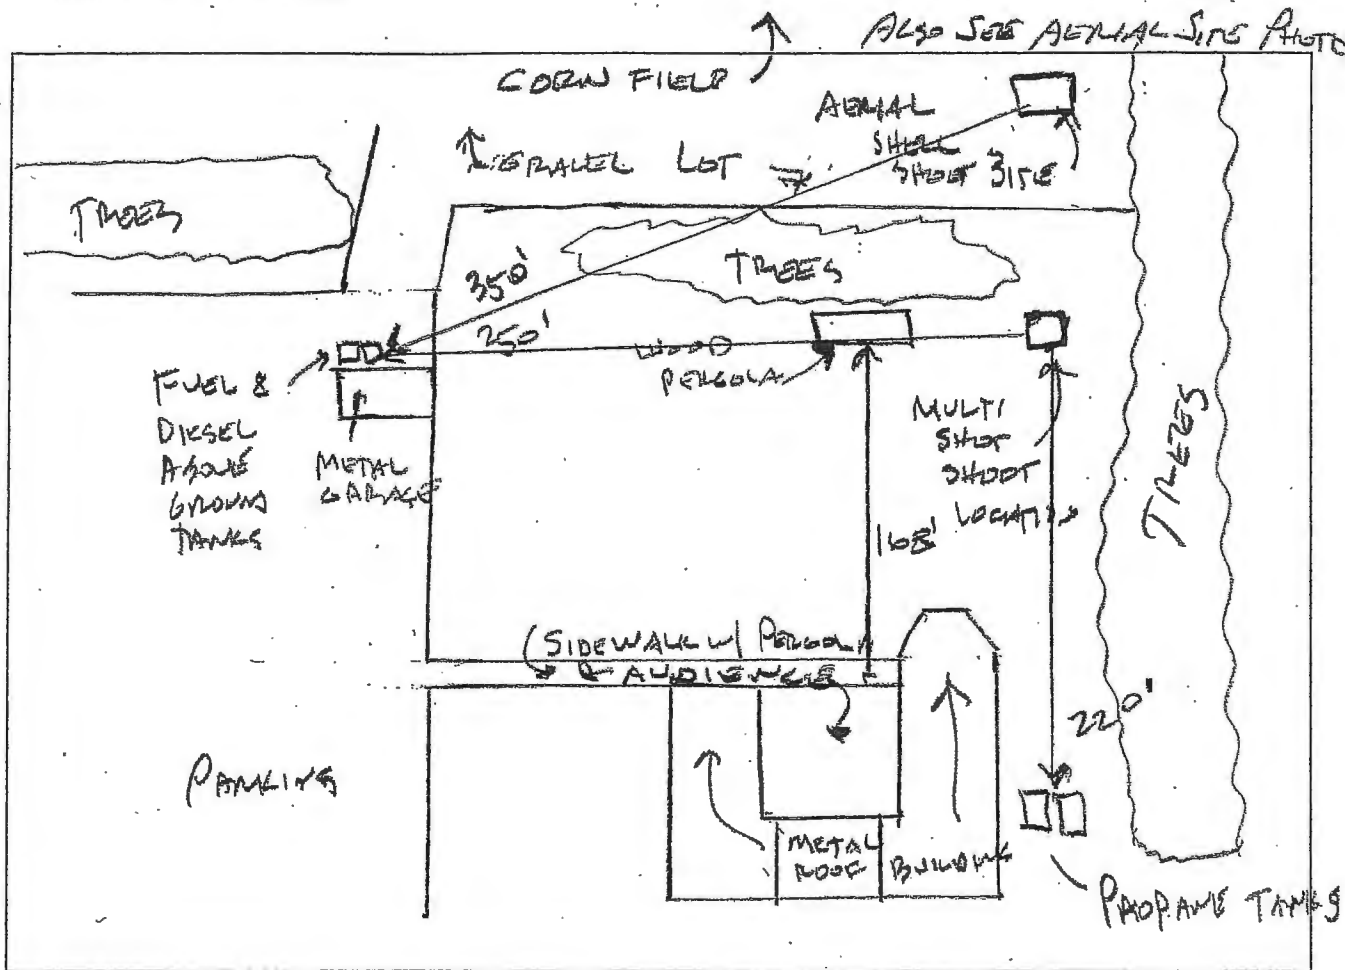 ALSO SEE AERIAL SITE PHOTO
CORN FIELD
AERIAL
SHELL
SHOOT SITE
GRAVEL LOT
TREES
TREES
350'
250'
WOOD
PERGOLA
FUEL &
DIESEL
ABOVE
GROUND
TANKS
METAL
GARAGE
MULTI
SHOT
SHOOT
LOCATION
TREES
168'
SIDEWALK W/ PERGOLA
AUDIENCE
220'
PARKING
METAL
ROOF
BUILDING
PROPANE TANKS